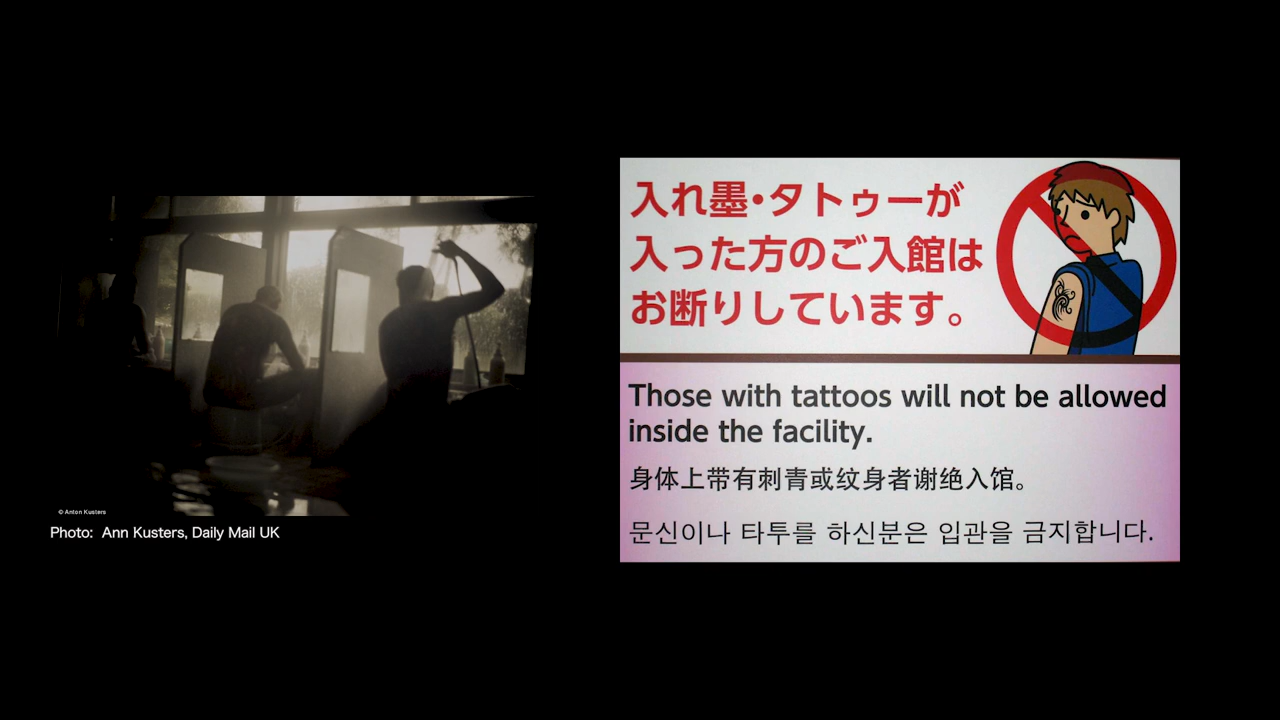 © Anton Kusters
Photo: Ann Kusters, Daily Mail UK
入れ墨・タトゥーが
入った方のご入館は
お断りしています。
Those with tattoos will not be allowed
inside the facility.
身体上带有刺青或纹身者谢绝入馆。
문신이나 타투를 하신분은 입관을 금지합니다.